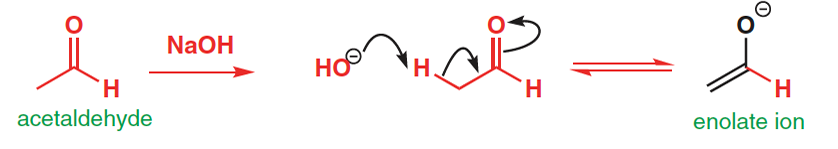 O
NaOH
H
acetaldehyde
HO⊖
H
O
H
O⊖
H
enolate ion